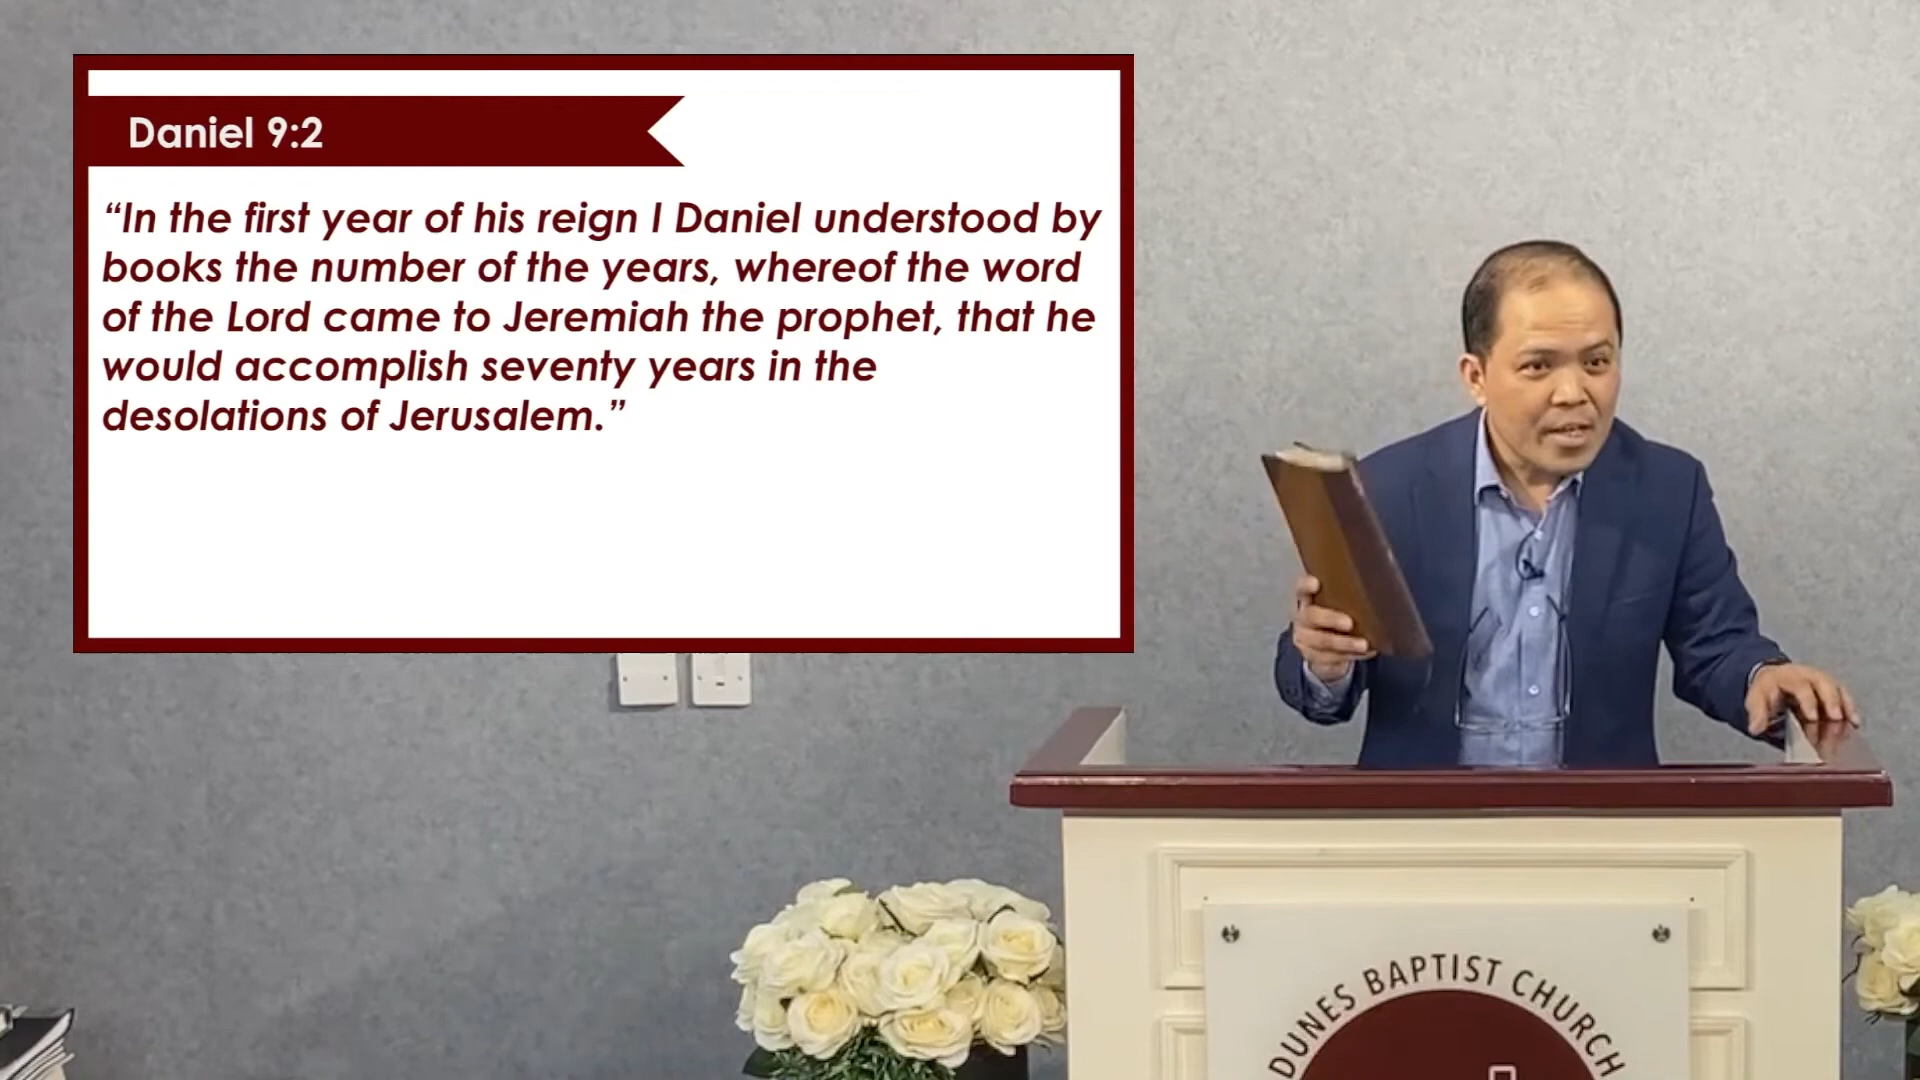 Daniel 9:2
“In the first year of his reign I Daniel understood by
books the number of the years, whereof the word
of the Lord came to Jeremiah the prophet, that he
would accomplish seventy years in the
desolations of Jerusalem.”
DUNES BAPTIST CHURCH